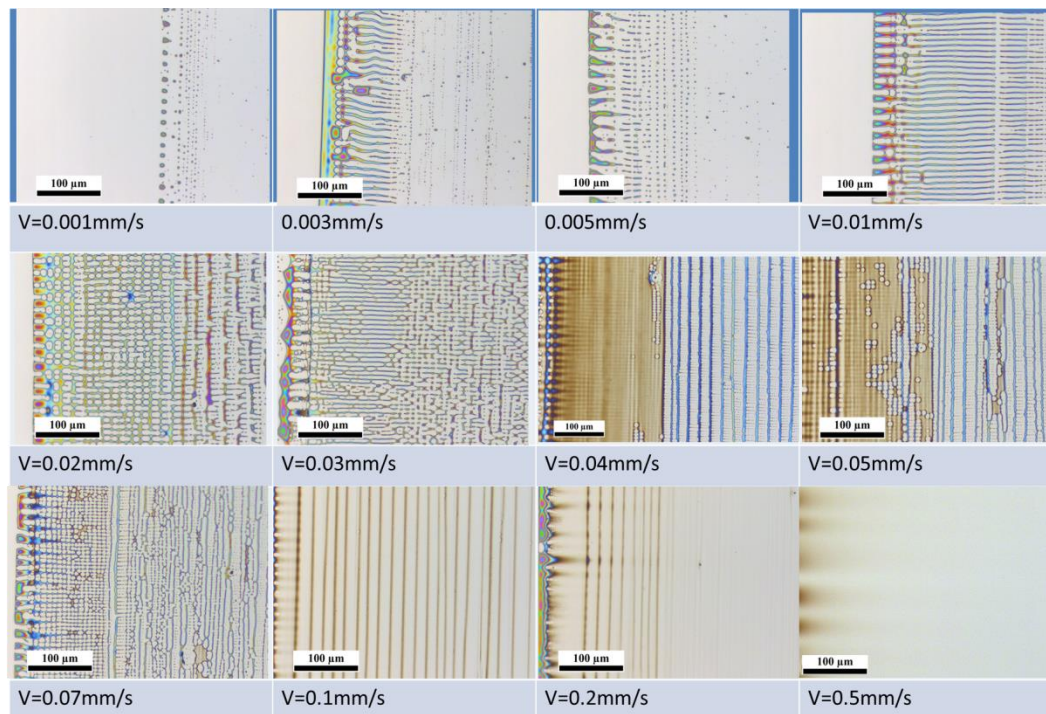 100 µm
100 µm
100 µm
100 µm
V=0.001mm/s
0.003mm/s
0.005mm/s
V=0.01mm/s
100 µm
100 µm
100 µm
100 µm
V=0.02mm/s
V=0.03mm/s
V=0.04mm/s
V=0.05mm/s
100 µm
100 µm
100 µm
100 µm
V=0.07mm/s
V=0.1mm/s
V=0.2mm/s
V=0.5mm/s